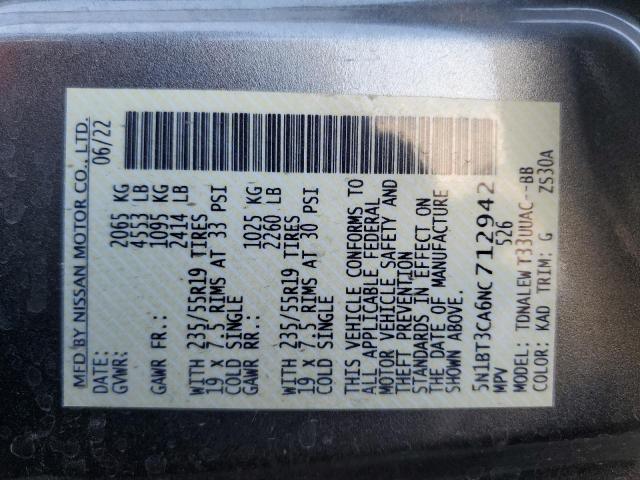 MFD BY NISSAN MOTOR CO., LTD.
DATE: 06/22
GVWR: 2065 KG
4553 LB
GAWR FR.: 1095 KG
2414 LB
WITH 235/55R19 TIRES
19 X 7.5 RIMS AT 33 PSI
COLD SINGLE
GAWR RR.: 1025 KG
2260 LB
WITH 235/55R19 TIRES
19 X 7.5 RIMS AT 30 PSI
COLD SINGLE
THIS VEHICLE CONFORMS TO
ALL APPLICABLE FEDERAL
MOTOR VEHICLE SAFETY AND
THEFT PREVENTION
STANDARDS IN EFFECT ON
THE DATE OF MANUFACTURE
SHOWN ABOVE.
5N1BT3CA6NC712942
MPV 526
MODEL: TDNALEW T33UUAC--BB
COLOR: KAD TRIM: G ZS30A